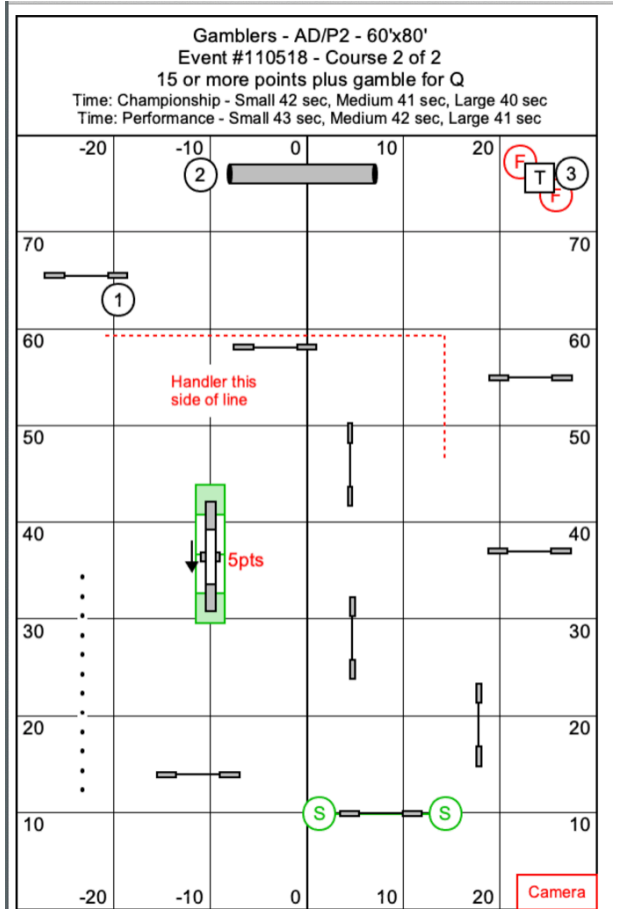 Gamblers - AD/P2 - 60'x80'
Event #110518 - Course 2 of 2
15 or more points plus gamble for Q
Time: Championship - Small 42 sec, Medium 41 sec, Large 40 sec
Time: Performance - Small 43 sec, Medium 42 sec, Large 41 sec
-20 -10 0 10 20
2
F
T
3
F
70 70
1
60 60
Handler this
side of line
50 50
40 40
5pts
30 30
20 20
S S
10 10
Camera
-20 -10 0 10 20